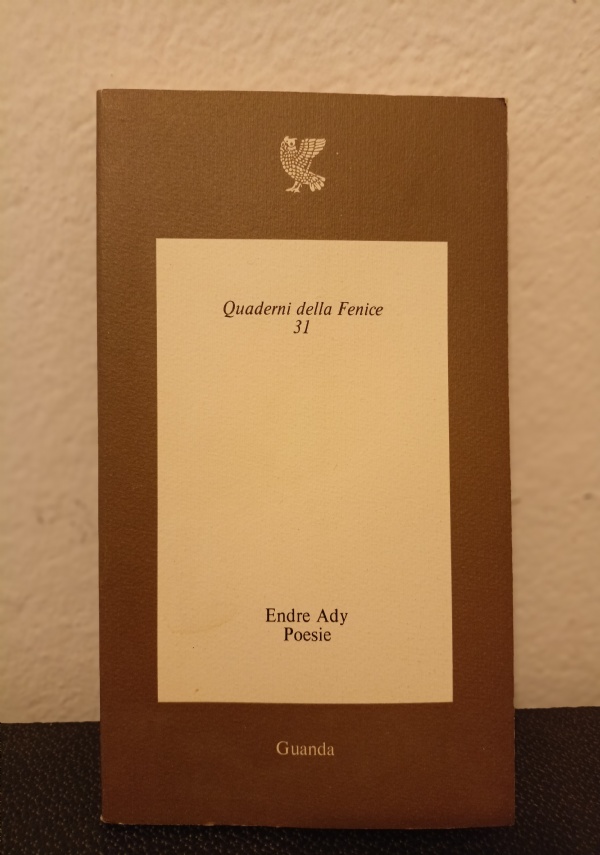 Quaderni della Fenice
31
Endre Ady
Poesie
Guanda